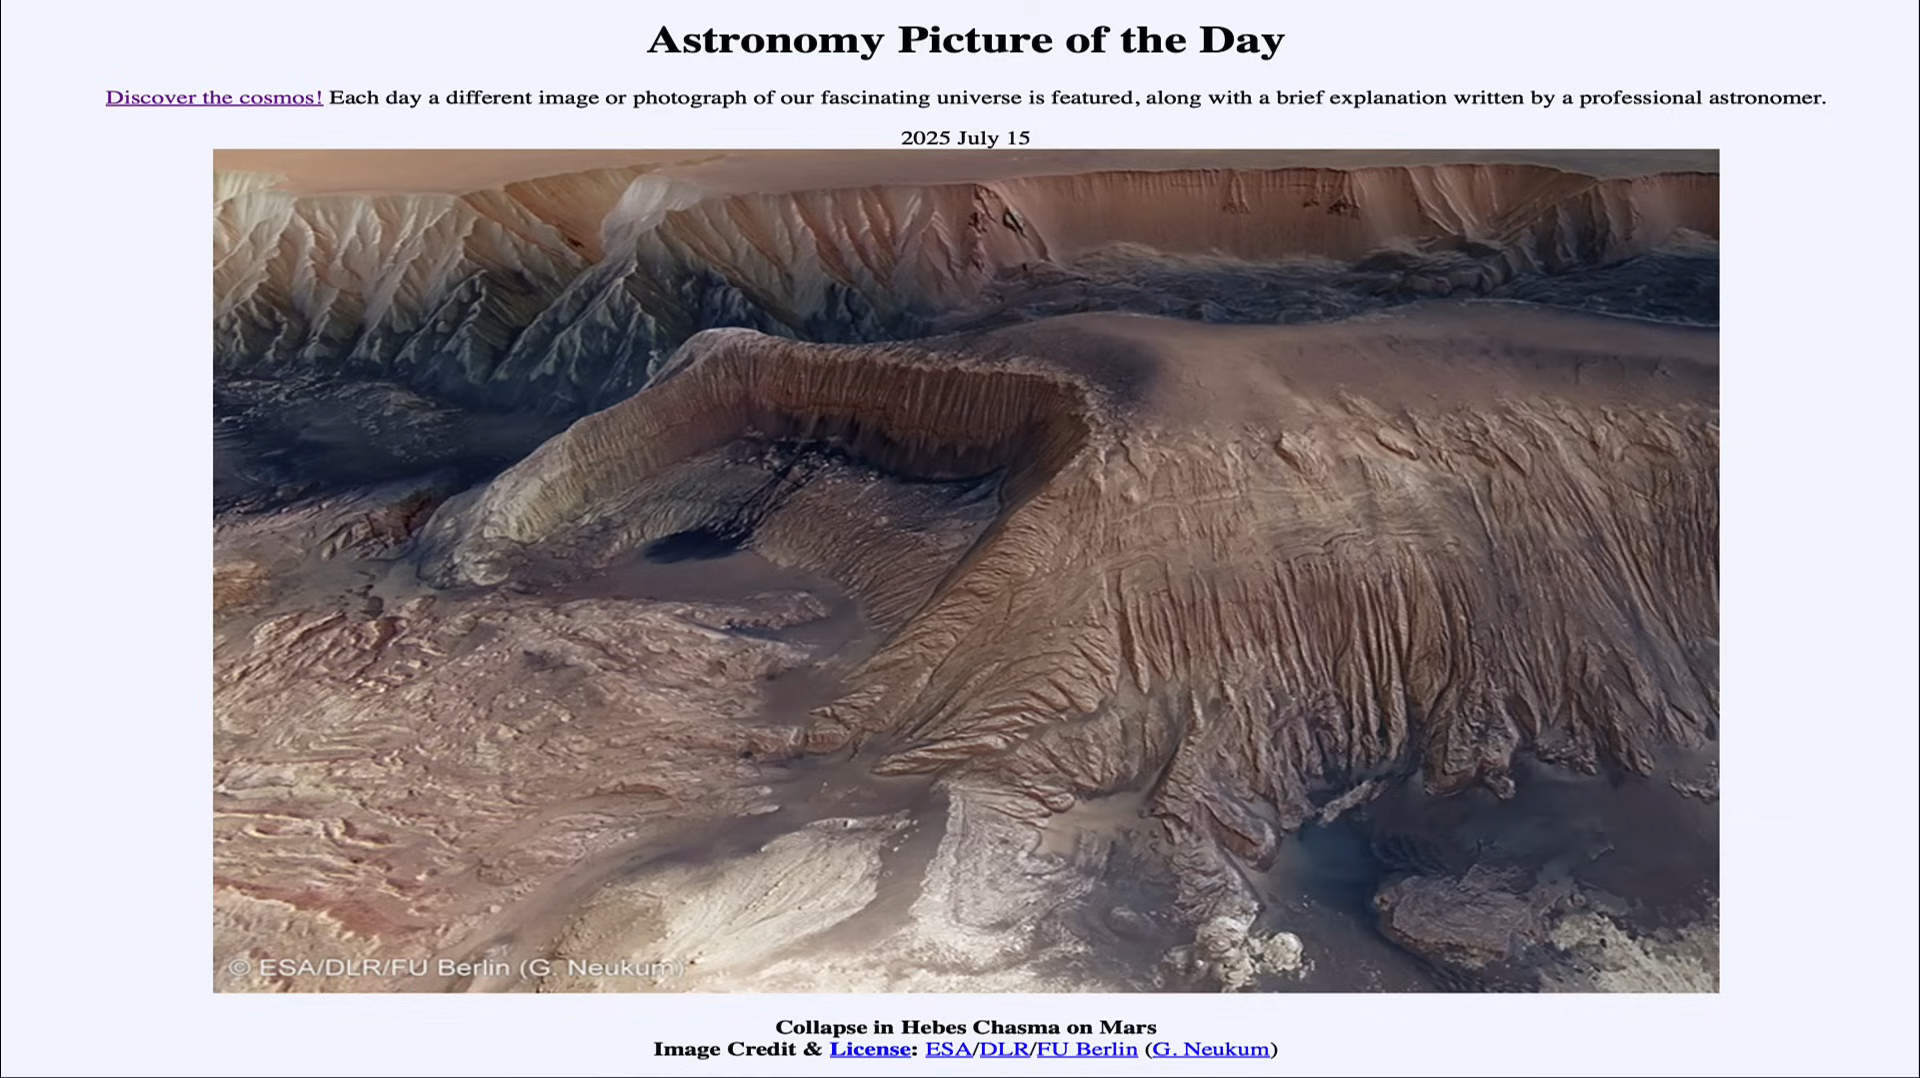 Astronomy Picture of the Day
Discover the cosmos! Each day a different image or photograph of our fascinating universe is featured, along with a brief explanation written by a professional astronomer.
2025 July 15
© ESA/DLR/FU Berlin (G. Neukum)
Collapse in Hebes Chasma on Mars
Image Credit & License: ESA/DLR/FU Berlin (G. Neukum)